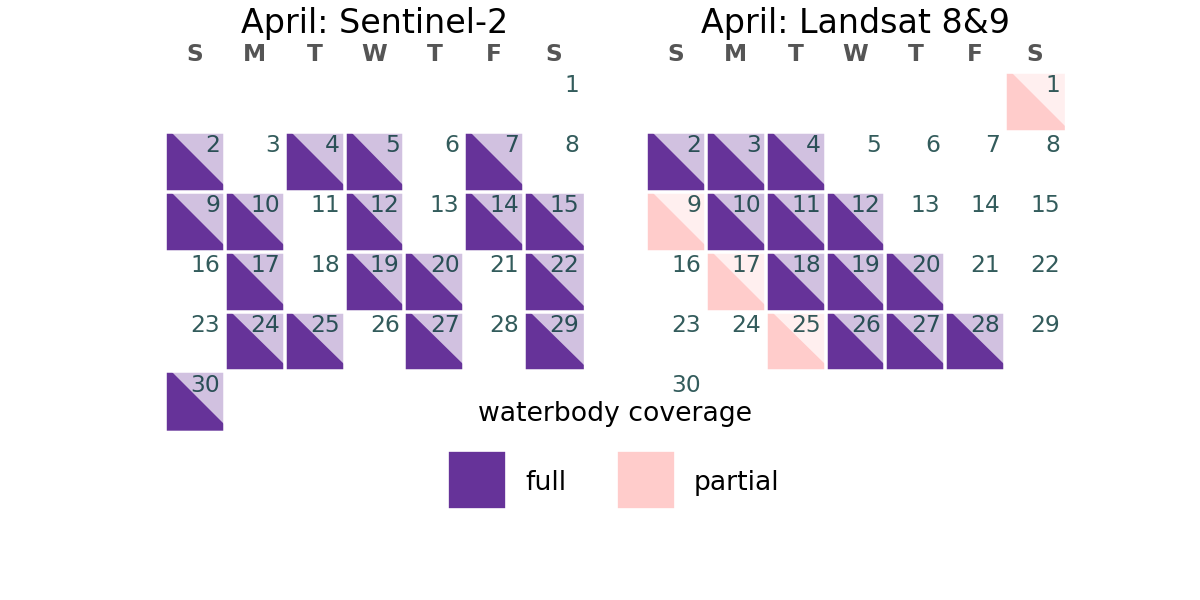 April: Sentinel-2
S M T W T F S
1
2 3 4 5 6 7 8
9 10 11 12 13 14 15
16 17 18 19 20 21 22
23 24 25 26 27 28 29
30
April: Landsat 8&9
S M T W T F S
1
2 3 4 5 6 7 8
9 10 11 12 13 14 15
16 17 18 19 20 21 22
23 24 25 26 27 28 29
30
waterbody coverage
full partial